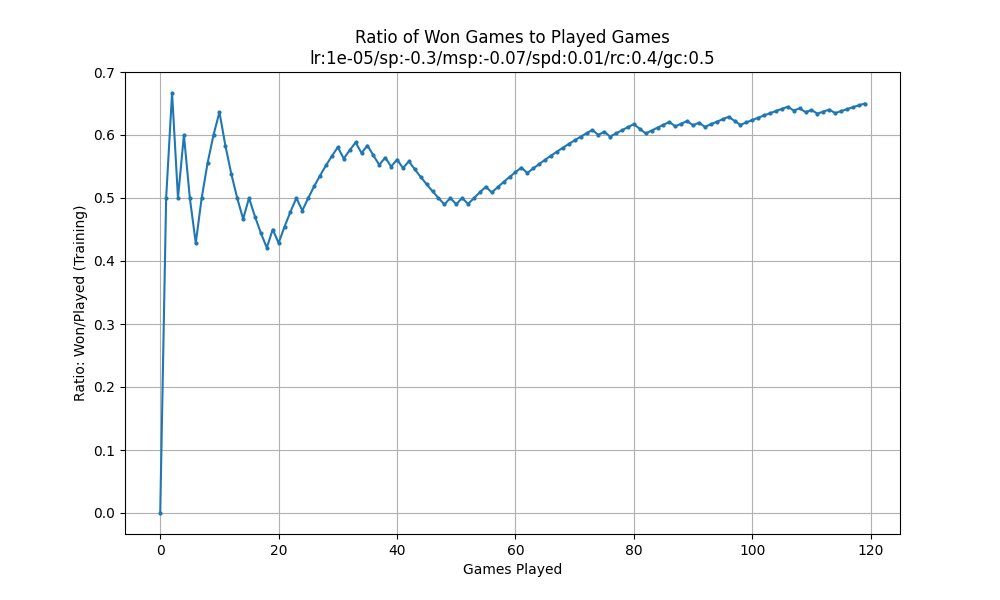 Ratio of Won Games to Played Games
lr:1e-05/sp:-0.3/msp:-0.07/spd:0.01/rc:0.4/gc:0.5
Ratio: Won/Played (Training)
0.7
0.6
0.5
0.4
0.3
0.2
0.1
0.0
0 20 40 60 80 100 120
Games Played